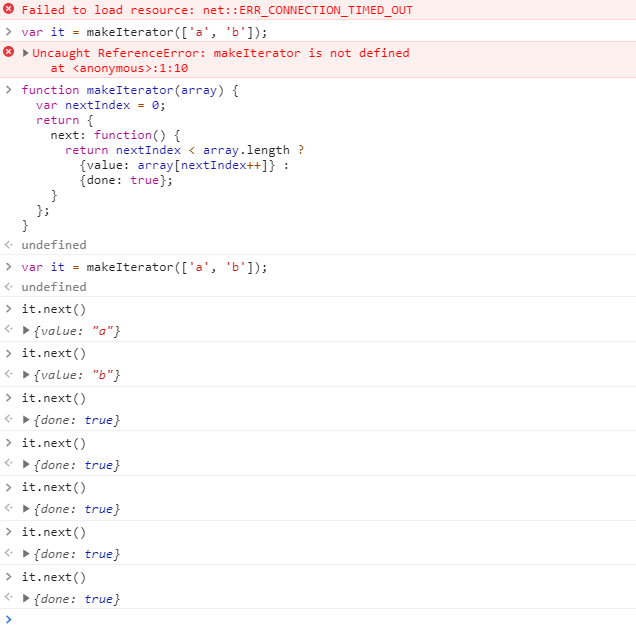 Failed to load resource: net::ERR_CONNECTION_TIMED_OUT
var it = makeIterator(['a', 'b']);
Uncaught ReferenceError: makeIterator is not defined
at <anonymous>:1:10
function makeIterator(array) {
var nextIndex = 0;
return {
next: function() {
return nextIndex < array.length ?
{value: array[nextIndex++]} :
{done: true};
}
};
}
undefined
var it = makeIterator(['a', 'b']);
undefined
it.next()
{value: "a"}
it.next()
{value: "b"}
it.next()
{done: true}
it.next()
{done: true}
it.next()
{done: true}
it.next()
{done: true}
it.next()
{done: true}